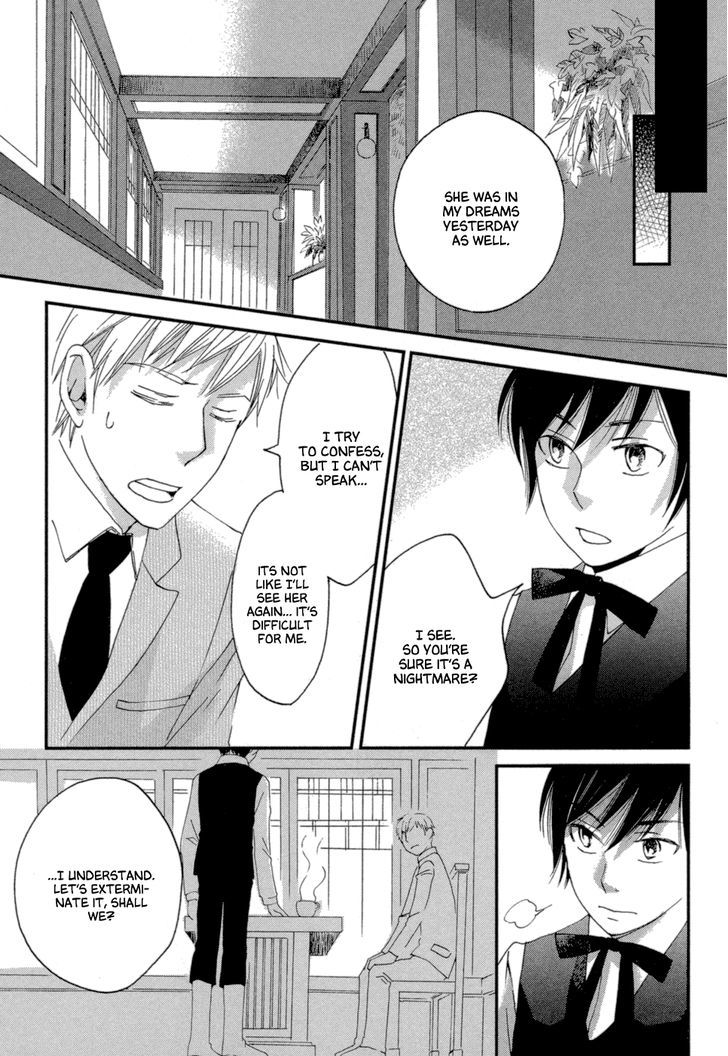 SHE WAS IN
MY DREAMS
YESTERDAY
AS WELL.
I SEE.
SO YOU'RE
SURE IT'S A
NIGHTMARE?
I TRY
TO CONFESS,
BUT I CAN'T
SPEAK...
ITS NOT
LIKE I'LL
SEE HER
AGAIN... IT'S
DIFFICULT
FOR ME.
...I UNDERSTAND.
LET'S EXTERMI-
NATE IT, SHALL
WE?